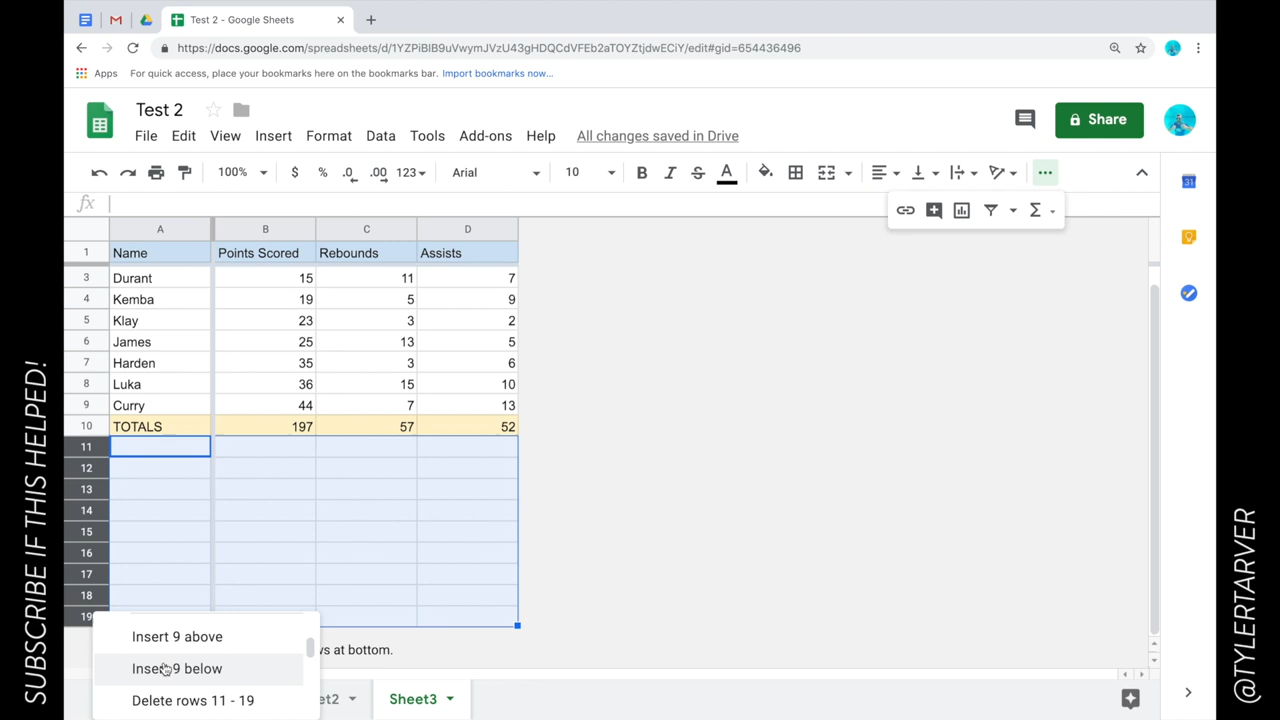 Test 2 - Google Sheets
https://docs.google.com/spreadsheets/d/1YZPiBIB9uVwymJVzU43gHDQCdVFEb2aTOYZtjdwECiY/edit#gid=654436496
Apps For quick access, place your bookmarks here on the bookmarks bar. Import bookmarks now...
Test 2
File Edit View Insert Format Data Tools Add-ons Help All changes saved in Drive
Share
100% $ % .0 .00 123 Arial 10 B I S A
fx
A B C D
1 Name Points Scored Rebounds Assists
3 Durant 15 11 7
4 Kemba 19 5 9
5 Klay 23 3 2
6 James 25 13 5
7 Harden 35 3 6
8 Luka 36 15 10
9 Curry 44 7 13
10 TOTALS 197 57 52
11
12
13
14
15
16
17
18
19
Insert 9 above
at bottom.
Insert 9 below
Delete rows 11 - 19
Sheet3
31
SUBSCRIBE IF THIS HELPED!
@TYLERTARVER